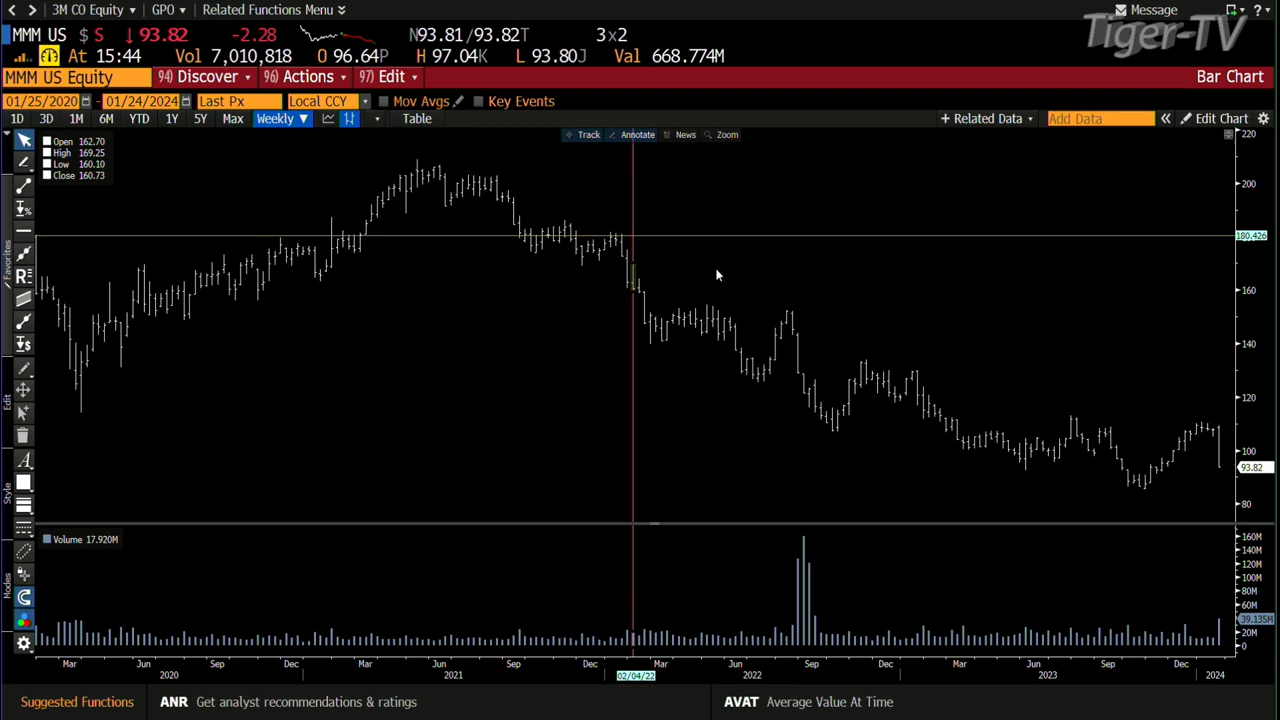 3M CO Equity GPO Related Functions Menu Message ?
MMM US $ S ↓93.82 -2.28 N93.81/93.82T 3x2
Tiger-TV
At 15:44 Vol 7,010,818 O 96.64P H 97.04K L 93.80J Val 668.774M
MMM US Equity 94) Discover 96) Actions 97) Edit Bar Chart
01/25/2020 - 01/24/2024 Last Px Local CCY Mov Avgs Key Events
1D 3D 1M 6M YTD 1Y 5Y Max Weekly ▼ Table + Related Data Add Data « Edit Chart
+ Track Annotate News Zoom
Open 162.70
High 169.25
Low 160.10
Close 160.73
220
200
180.426
160
140
120
100
93.82
80
Favorites
Edit
Style
Modes
Volume 17.920M
160M
140M
120M
100M
80M
60M
39.135M
20M
0
Mar Jun Sep Dec Mar Jun Sep Dec Mar Jun Sep Dec Mar Jun Sep Dec
2020 2021 02/04/22 2022 2023 2024
Suggested Functions ANR Get analyst recommendations & ratings AVAT Average Value At Time